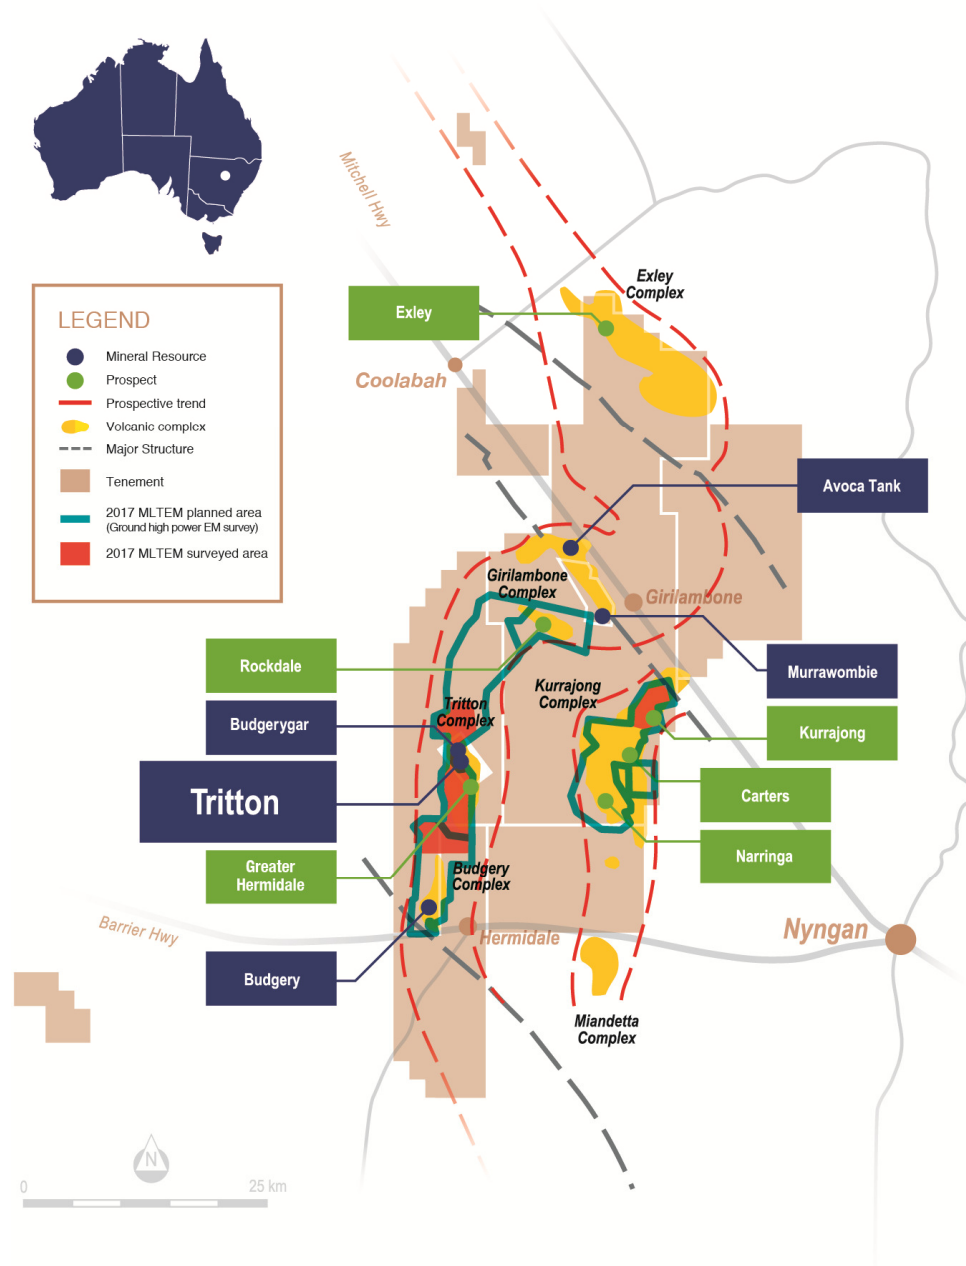 Mitchell Hwy
Exley
Complex
Exley
LEGEND
Mineral Resource
Prospect
Prospective trend
Volcanic complex
Major Structure
Tenement
2017 MLTEM planned area
(Ground high power EM survey)
2017 MLTEM surveyed area
Coolabah
Avoca Tank
Girilambone
Complex
Girilambone
Rockdale
Murrawombie
Kurrajong
Complex
Tritton
Complex
Budgerygar
Kurrajong
Tritton
Carters
Narringa
Greater
Hermidale
Budgery
Complex
Barrier Hwy
Hermidale
Nyngan
Budgery
Miandetta
Complex
N
0
25 km